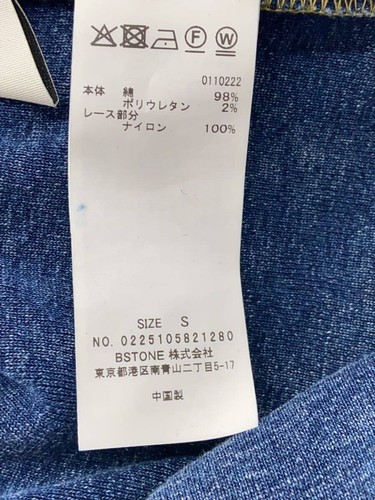 F W
0110222
本体 綿 98%
ポリウレタン 2%
レース部分
ナイロン 100%
SIZE S
NO. 0225105821280
BSTONE 株式会社
東京都港区南青山二丁目5-17
中国製